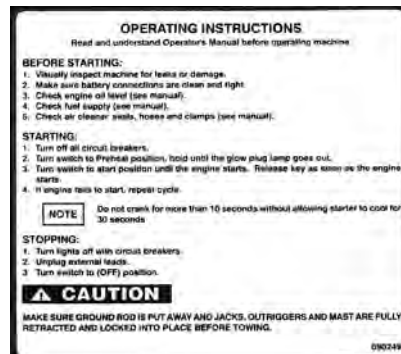 OPERATING INSTRUCTIONS
Read and understand Operator's Manual before operating machine
BEFORE STARTING:
1. Visually inspect machine for leaks or damage.
2. Make sure battery connections are clean and tight.
3. Check engine oil level (see manual).
4. Check fuel supply (see manual).
5. Check air cleaner seals, hoses and clamps (see manual).
STARTING:
1. Turn off all circuit breakers.
2. Turn switch to Preheat position, hold until the glow plug lamp goes out.
3. Turn switch to start position until the engine starts. Release key as soon as the engine
starts.
4. If engine fails to start, repeat cycle.
NOTE
Do not crank for more than 10 seconds without allowing starter to cool for
30 seconds
STOPPING:
1. Turn lights off with circuit breakers.
2. Unplug external leads.
3 Turn switch to (OFF) position.
CAUTION
MAKE SURE GROUND ROD IS PUT AWAY AND JACKS, OUTRIGGERS AND MAST ARE FULLY
RETRACTED AND LOCKED INTO PLACE BEFORE TOWING.
090249